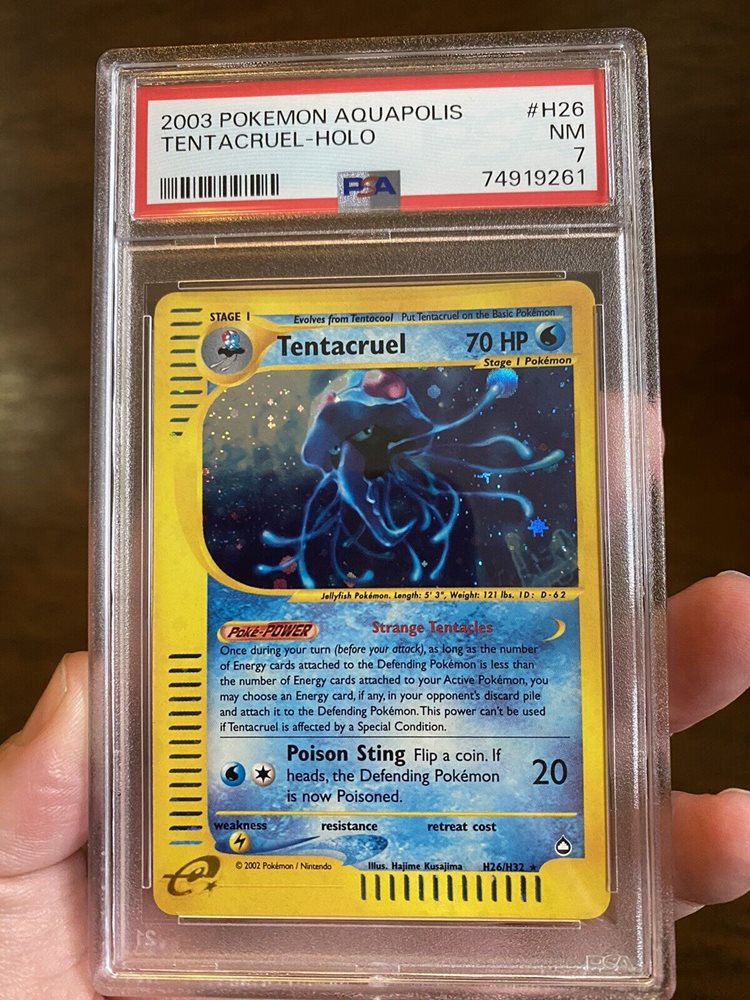 2003 POKEMON AQUAPOLIS #H26
TENTACRUEL-HOLO NM
7
PSA 74919261
STAGE 1 Evolves from Tentacool Put Tentacruel on the Basic Pokémon
Tentacruel 70 HP
Stage 1 Pokémon
Jellyfish Pokémon. Length: 5' 3", Weight: 121 lbs. ID: D-62
Poké-POWER Strange Tentacles
Once during your turn (before your attack), as long as the number
of Energy cards attached to the Defending Pokémon is less than
the number of Energy cards attached to your Active Pokémon, you
may choose an Energy card, if any, in your opponent's discard pile
and attach it to the Defending Pokémon. This power can't be used
if Tentacruel is affected by a Special Condition.
Poison Sting Flip a coin. If
heads, the Defending Pokémon 20
is now Poisoned.
weakness resistance retreat cost
© 2002 Pokémon / Nintendo Illus. Hajime Kusajima H26/H32
e
PSA